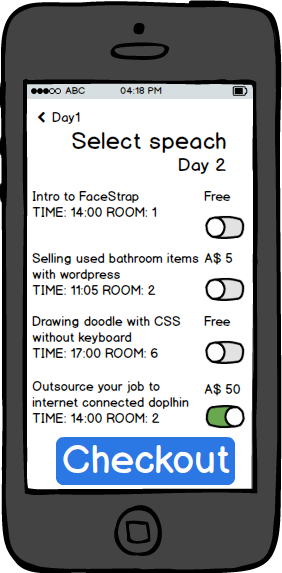 ABC 04:18 PM
Day1
Select speach
Day 2
Intro to FaceStrap Free
TIME: 14:00 ROOM: 1
Selling used bathroom items A$ 5
with wordpress
TIME: 11:05 ROOM: 2
Drawing doodle with CSS Free
without keyboard
TIME: 17:00 ROOM: 6
Outsource your job to A$ 50
internet connected doplhin
TIME: 14:00 ROOM: 2
Checkout